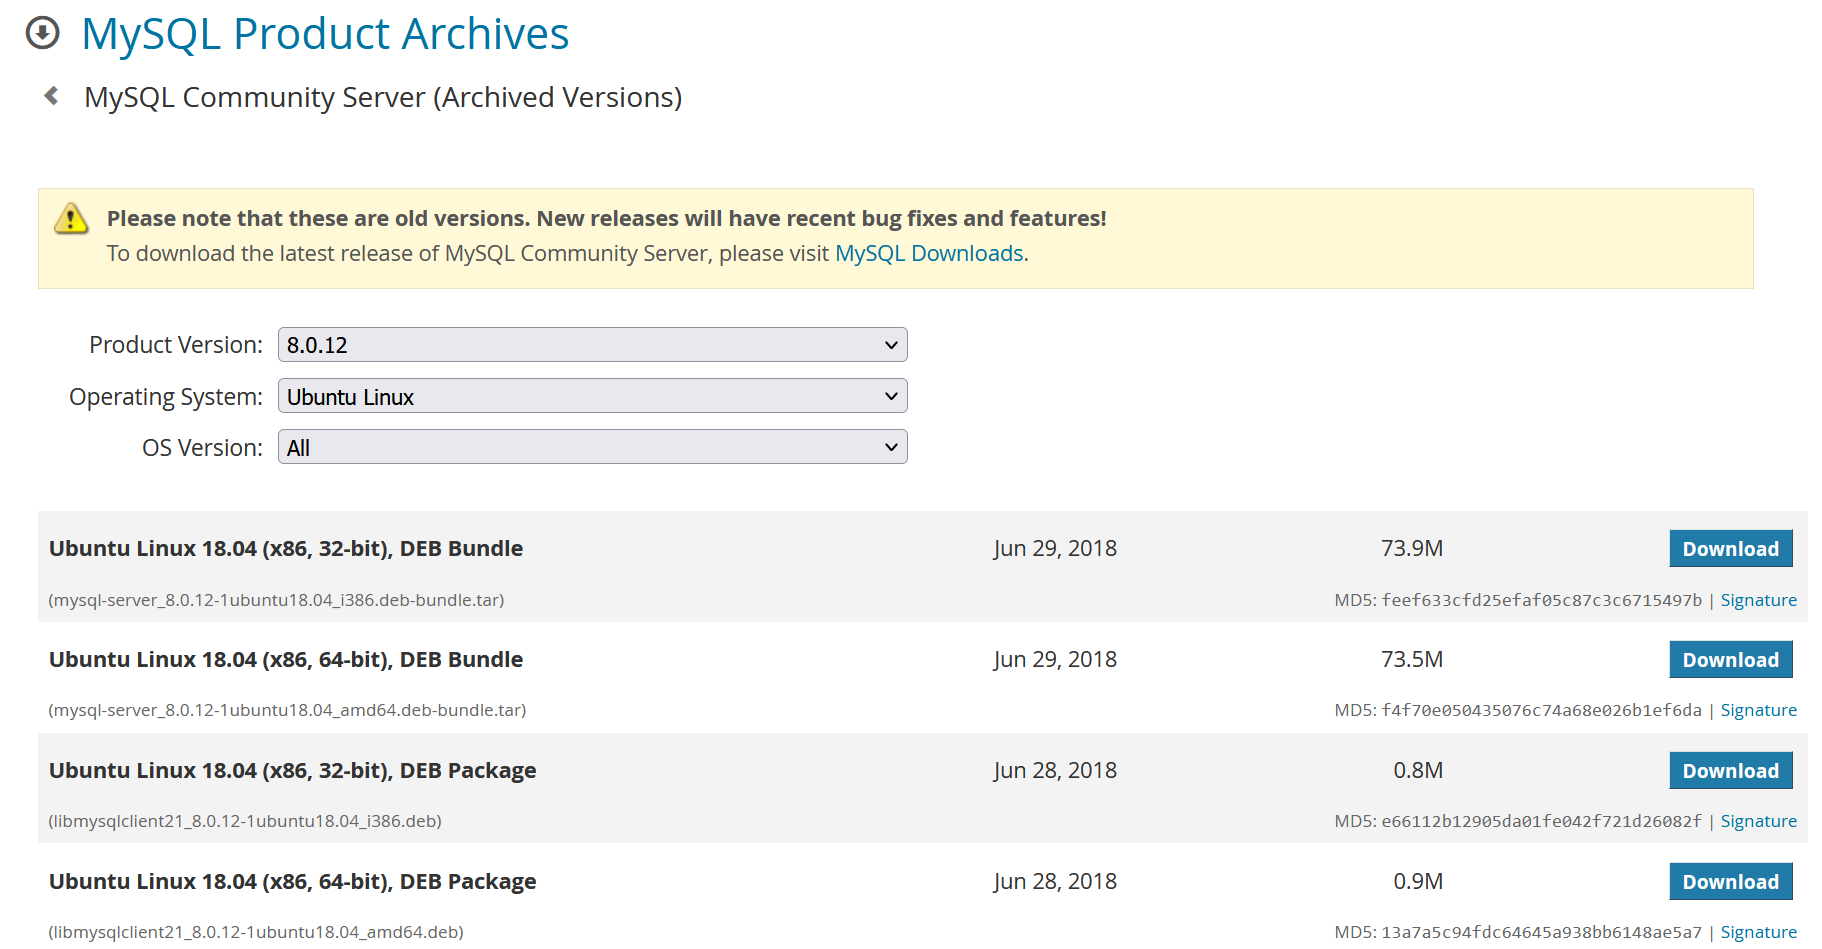 MySQL Product Archives
MySQL Community Server (Archived Versions)
Please note that these are old versions. New releases will have recent bug fixes and features!
To download the latest release of MySQL Community Server, please visit MySQL Downloads.
Product Version: 8.0.12
Operating System: Ubuntu Linux
OS Version: All
Ubuntu Linux 18.04 (x86, 32-bit), DEB Bundle Jun 29, 2018 73.9M Download
(mysql-server_8.0.12-1ubuntu18.04_i386.deb-bundle.tar) MD5: feef633cfd25efaf05c87c3c6715497b | Signature
Ubuntu Linux 18.04 (x86, 64-bit), DEB Bundle Jun 29, 2018 73.5M Download
(mysql-server_8.0.12-1ubuntu18.04_amd64.deb-bundle.tar) MD5: f4f70e050435076c74a68e026b1ef6da | Signature
Ubuntu Linux 18.04 (x86, 32-bit), DEB Package Jun 28, 2018 0.8M Download
(libmysqlclient21_8.0.12-1ubuntu18.04_i386.deb) MD5: e66112b12905da01fe042f721d26082f | Signature
Ubuntu Linux 18.04 (x86, 64-bit), DEB Package Jun 28, 2018 0.9M Download
(libmysqlclient21_8.0.12-1ubuntu18.04_amd64.deb) MD5: 13a7a5c94fdc64645a938bb6148ae5a7 | Signature